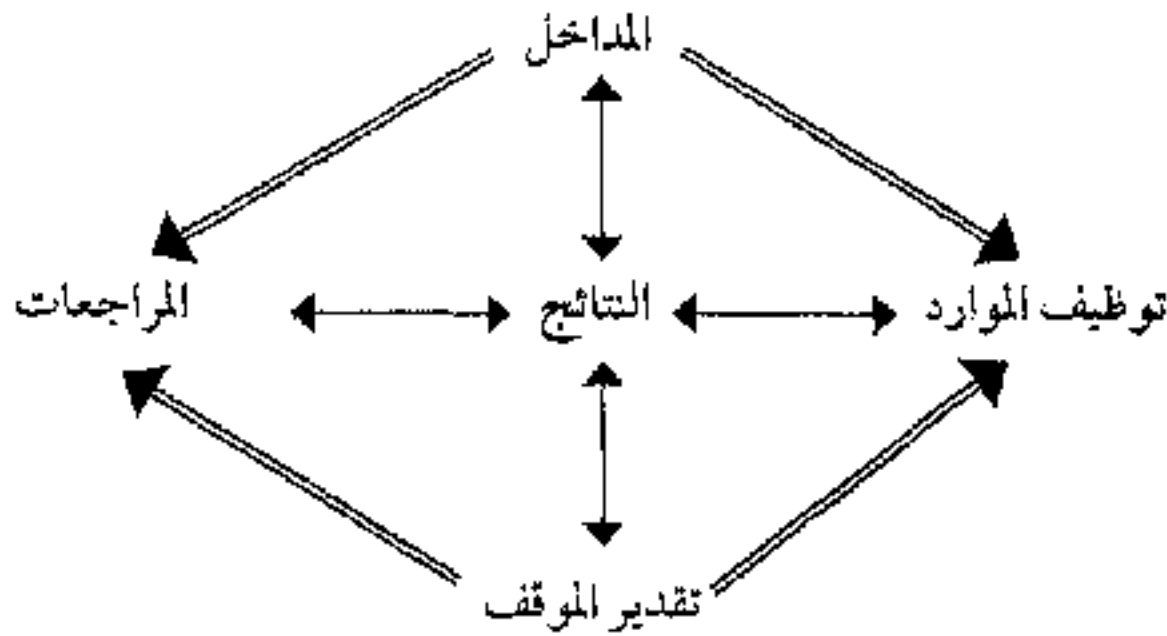 المداخل
توظيف الموارد
النتائج
المراجعات
تقدير الموقف